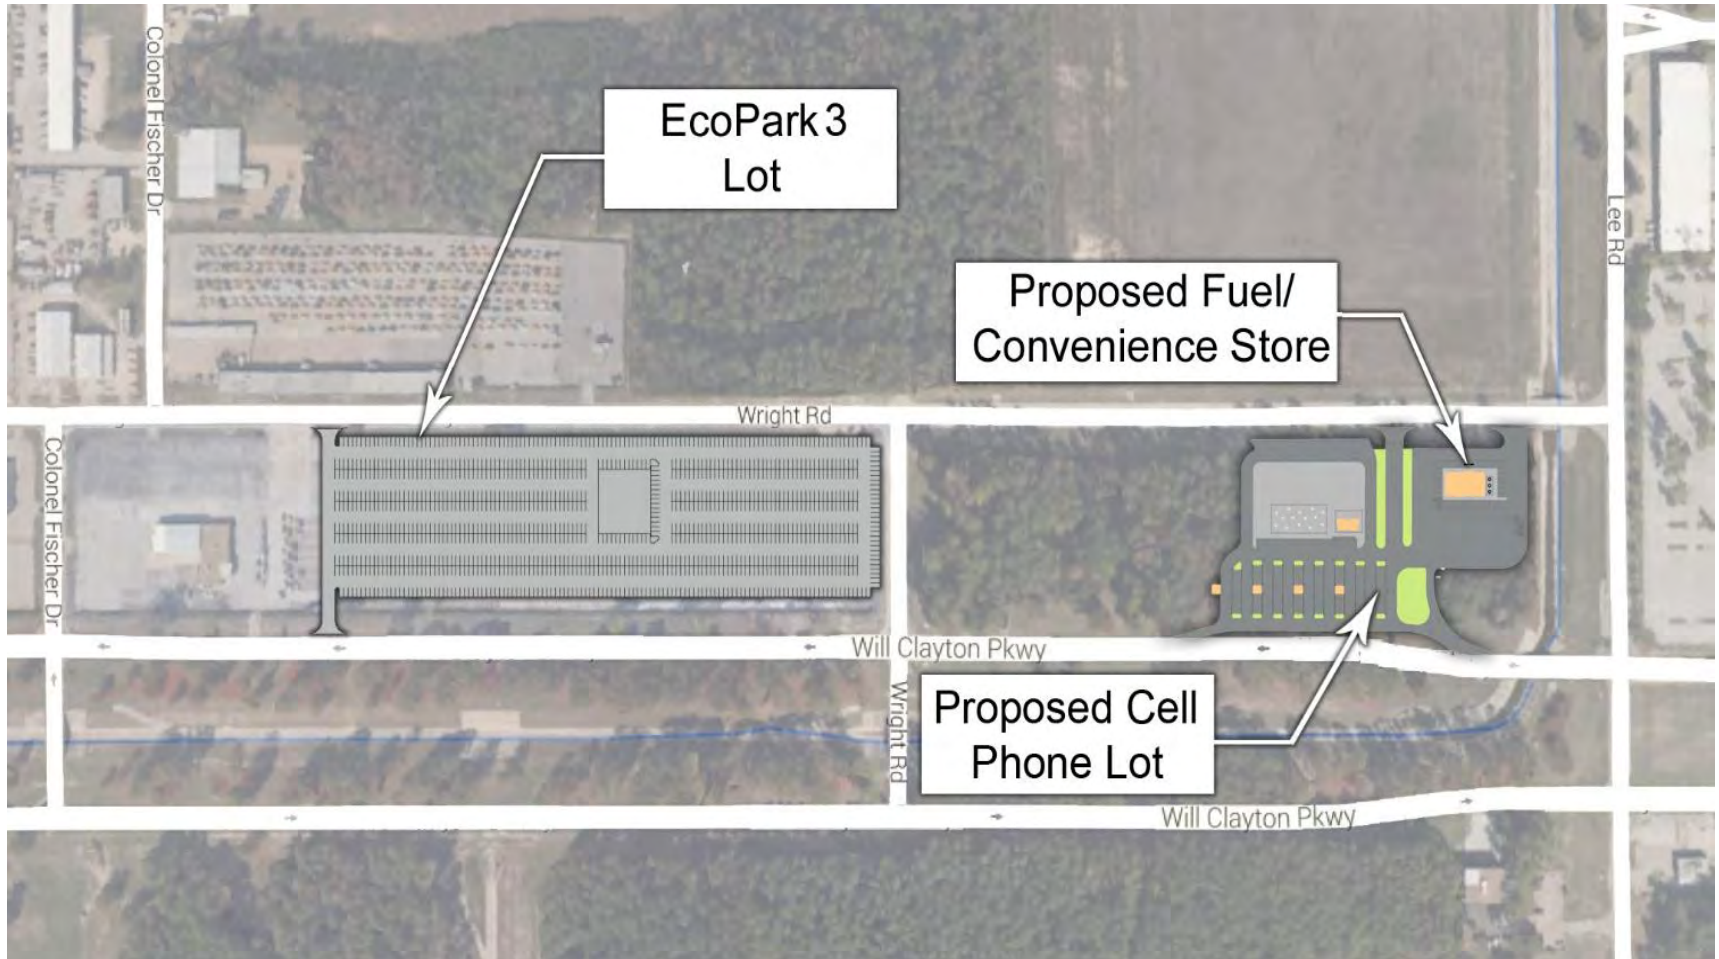 Colonel Fischer Dr
EcoPark 3
Lot
Lee Rd
Proposed Fuel/
Convenience Store
Wright Rd
Colonel Fischer Dr
Will Clayton Pkwy
Wright Rd
Proposed Cell
Phone Lot
Will Clayton Pkwy